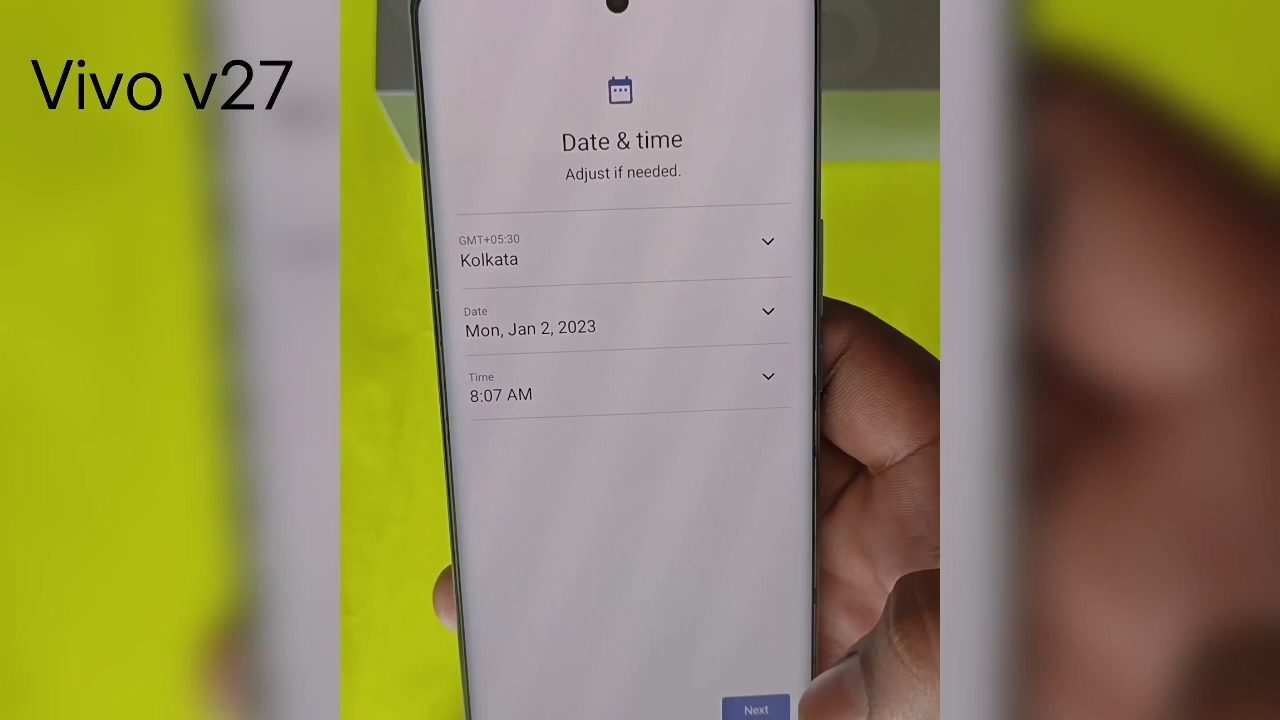 Vivo v27
Date & time
Adjust if needed.
GMT+05:30
Kolkata
Date
Mon, Jan 2, 2023
Time
8:07 AM
Next